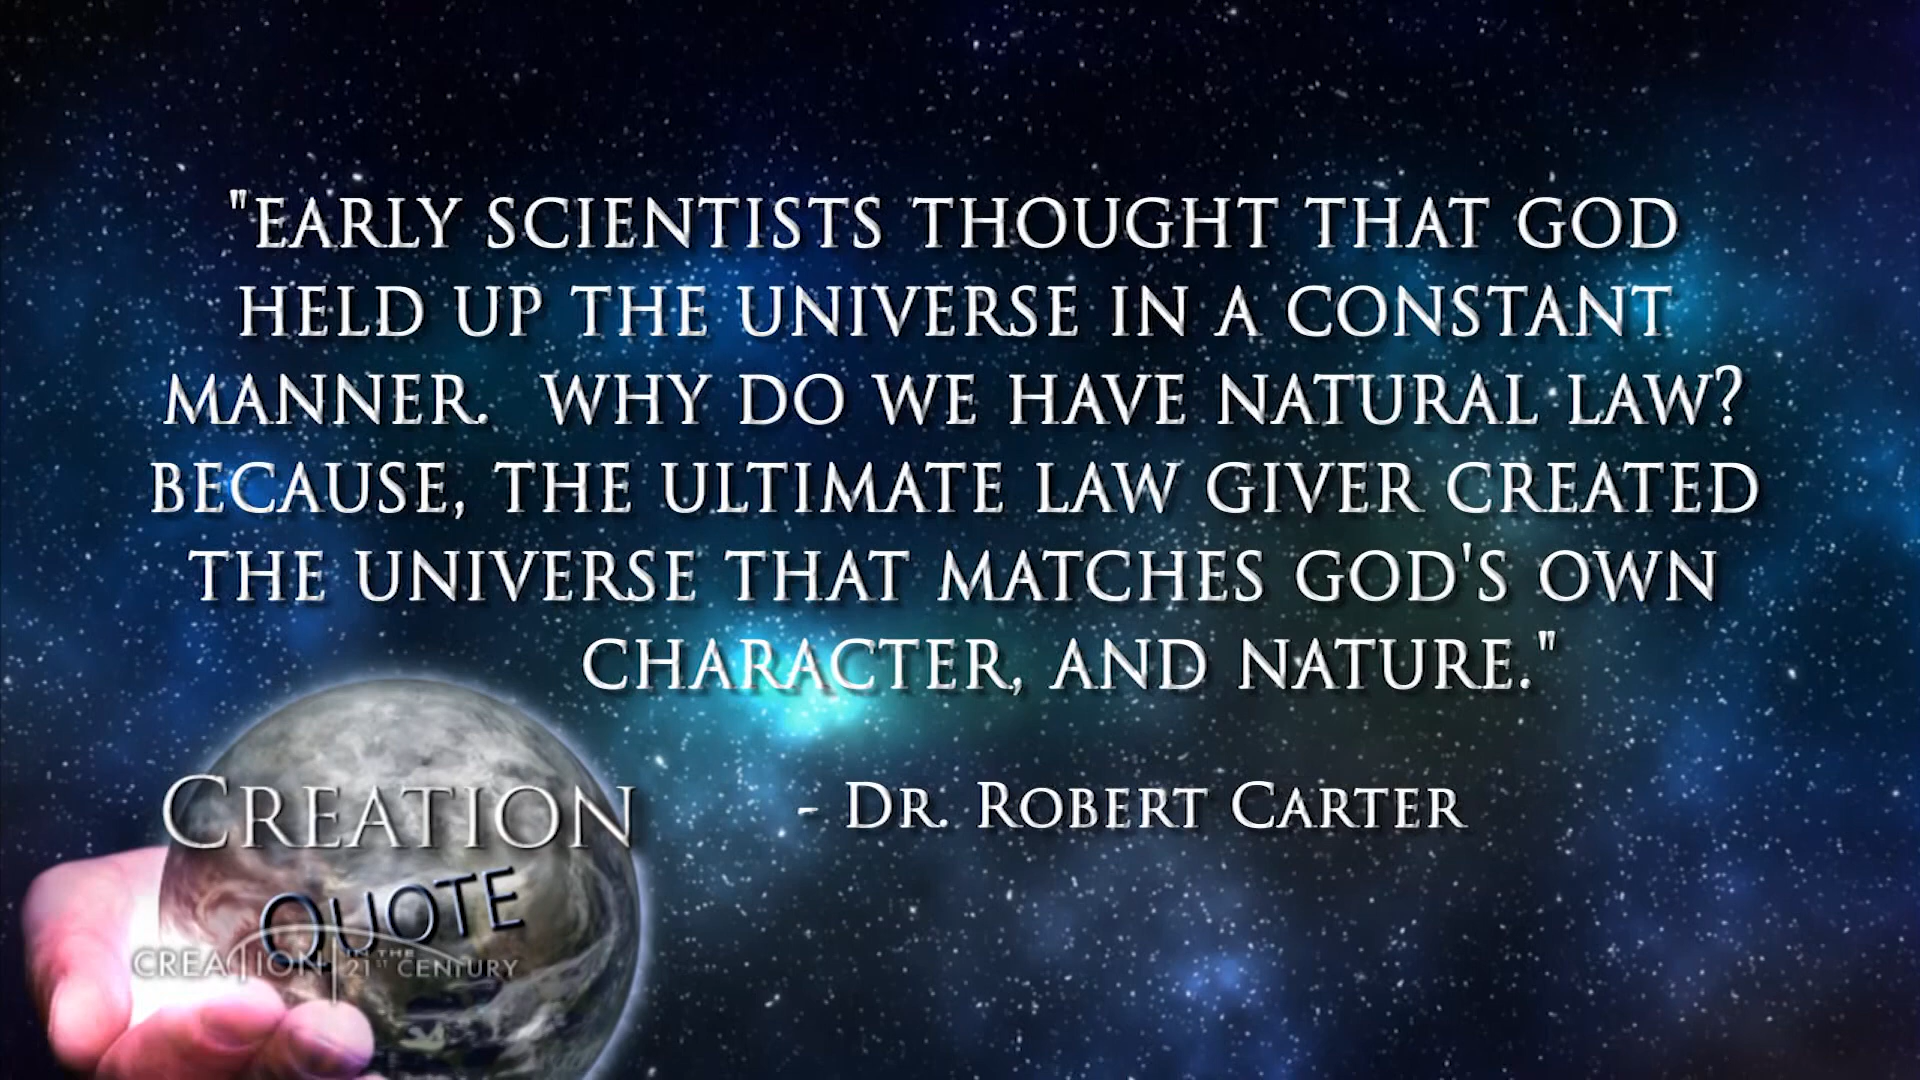 "EARLY SCIENTISTS THOUGHT THAT GOD
HELD UP THE UNIVERSE IN A CONSTANT
MANNER.  WHY DO WE HAVE NATURAL LAW?
BECAUSE, THE ULTIMATE LAW GIVER CREATED
THE UNIVERSE THAT MATCHES GOD'S OWN
CHARACTER, AND NATURE."
- DR. ROBERT CARTER
CREATION
QUOTE
CREATION IN THE
21ST CENTURY